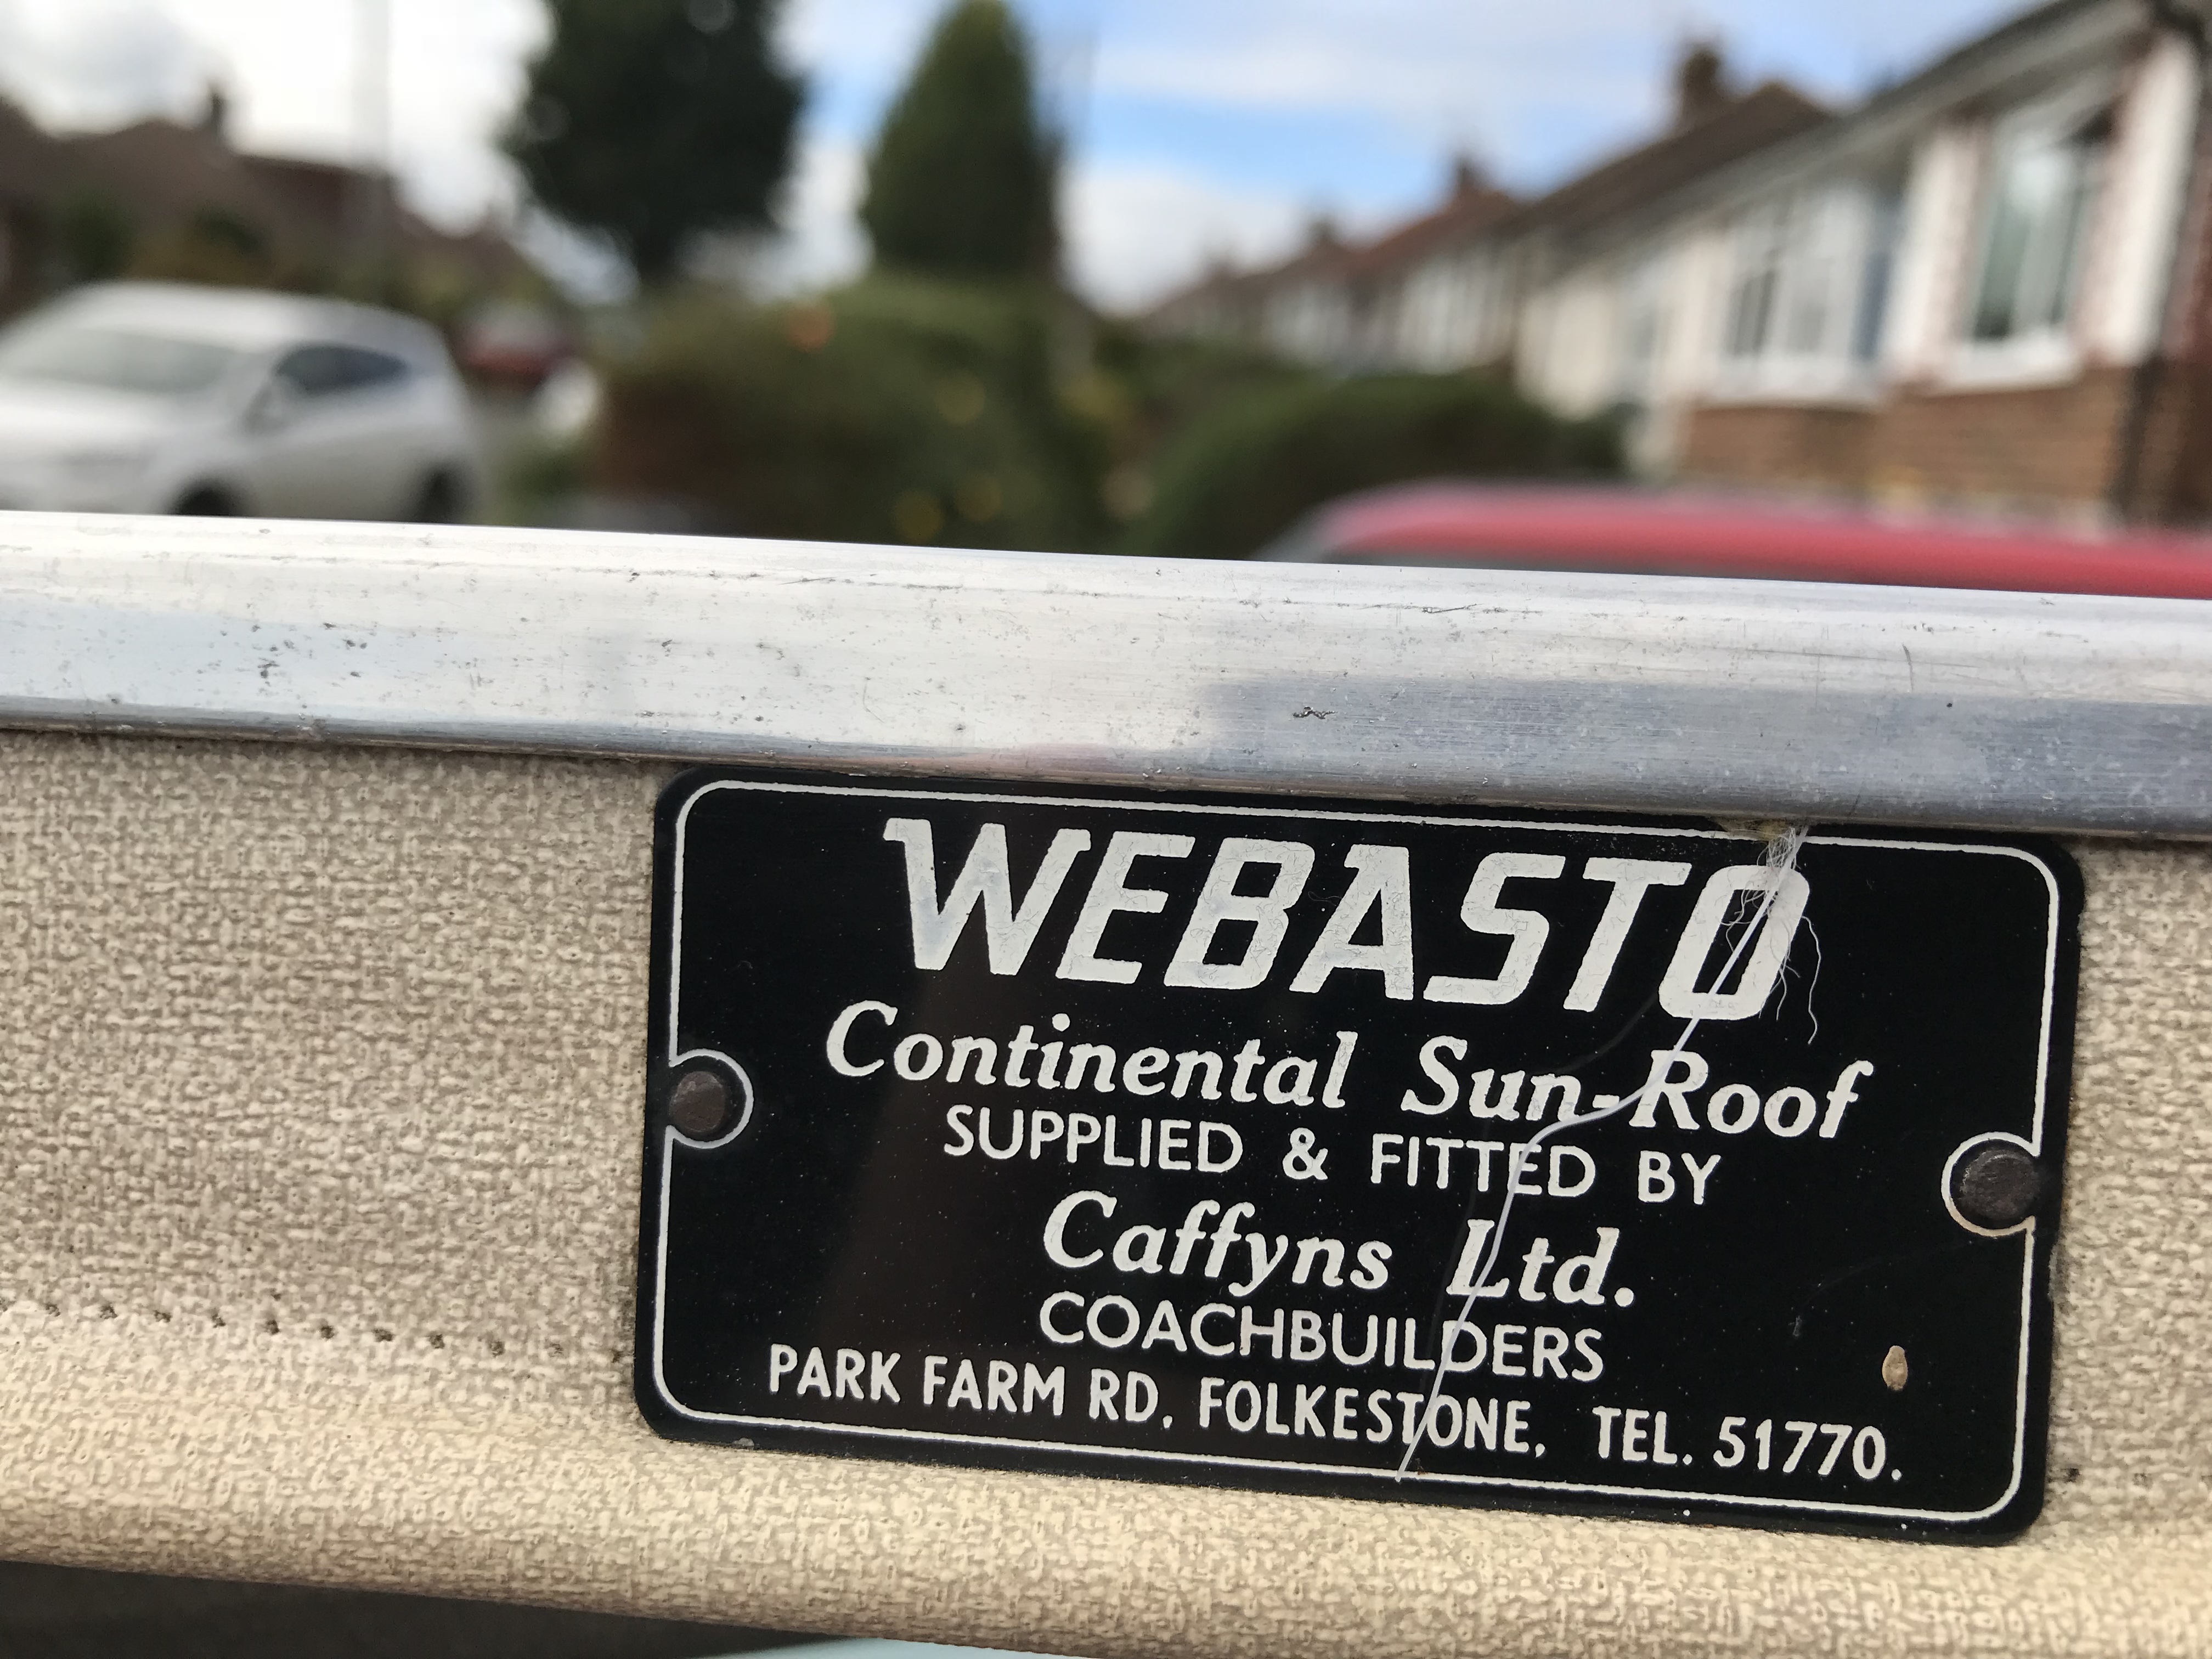 WEBASTO
Continental Sun-Roof
SUPPLIED & FITTED BY
Caffyns Ltd.
COACHBUILDERS
PARK FARM RD. FOLKESTONE. TEL. 51770.